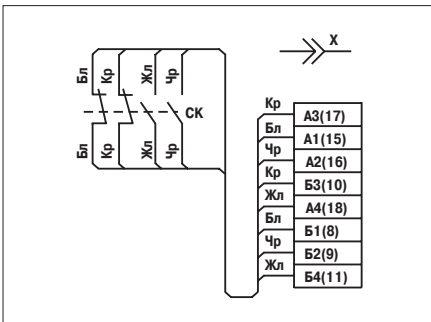 X
Бл Кр Жл Чр
СК
Бл Кр Жл Чр
Кр А3(17)
Бл А1(15)
Чр А2(16)
Кр Б3(10)
Жл А4(18)
Бл Б1(8)
Чр Б2(9)
Жл Б4(11)